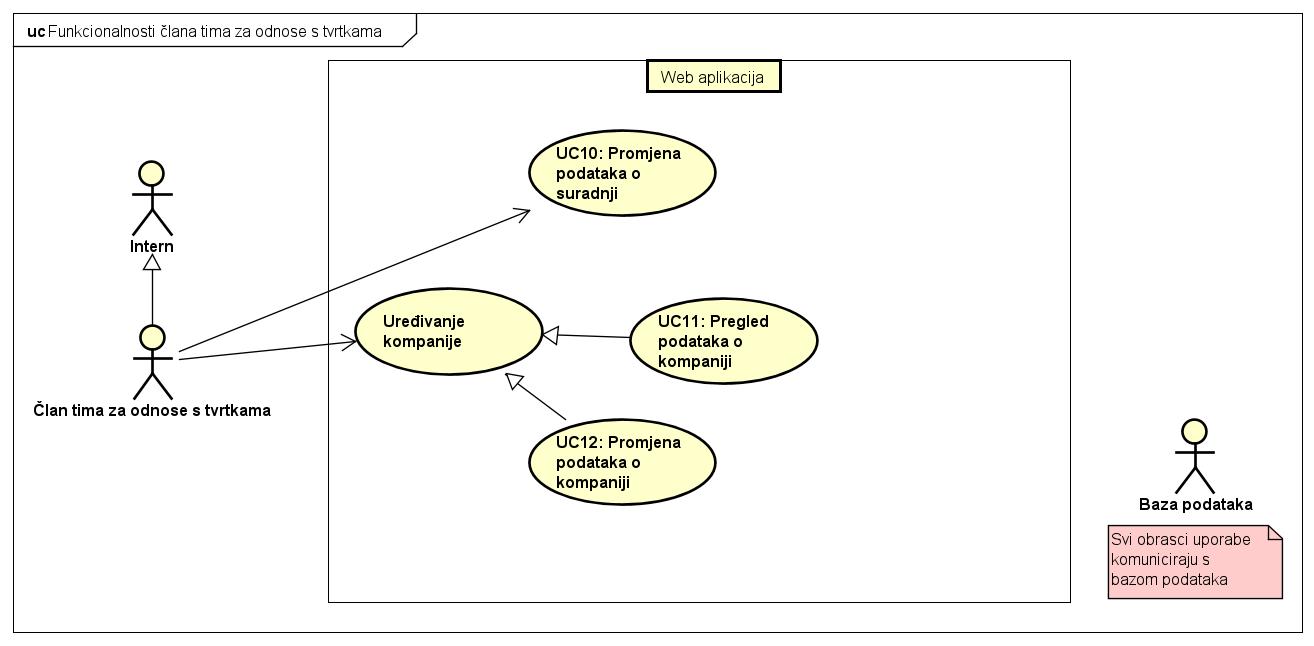 uc Funkcionalnosti člana tima za odnose s tvrtkama
Web aplikacija
UC10: Promjena
podataka o
suradnji
Intern
Uređivanje
kompanije
UC11: Pregled
podataka o
kompaniji
Član tima za odnose s tvrtkama
UC12: Promjena
podataka o
kompaniji
Baza podataka
Svi obrasci uporabe
komuniciraju s
bazom podataka